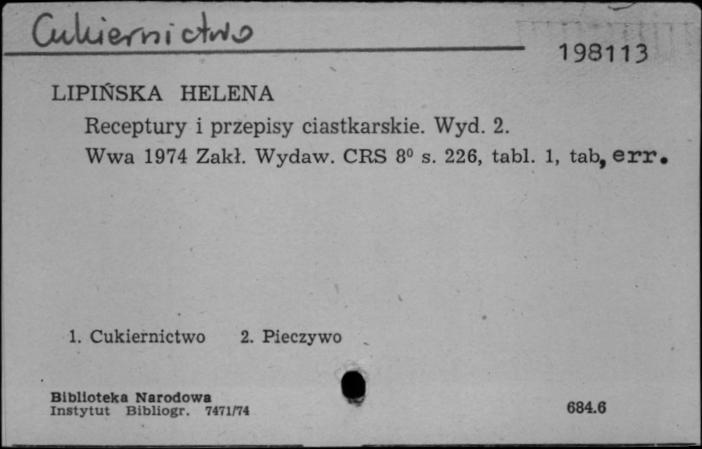 Cukiernictwo
198113
LIPIŃSKA HELENA
Receptury i przepisy ciastkarskie. Wyd. 2.
Wwa 1974 Zakł. Wydaw. CRS 8⁰ s. 226, tabl. 1, tab, err.
1. Cukiernictwo 2. Pieczywo
Biblioteka Narodowa
Instytut Bibliogr. 7471/74
684.6